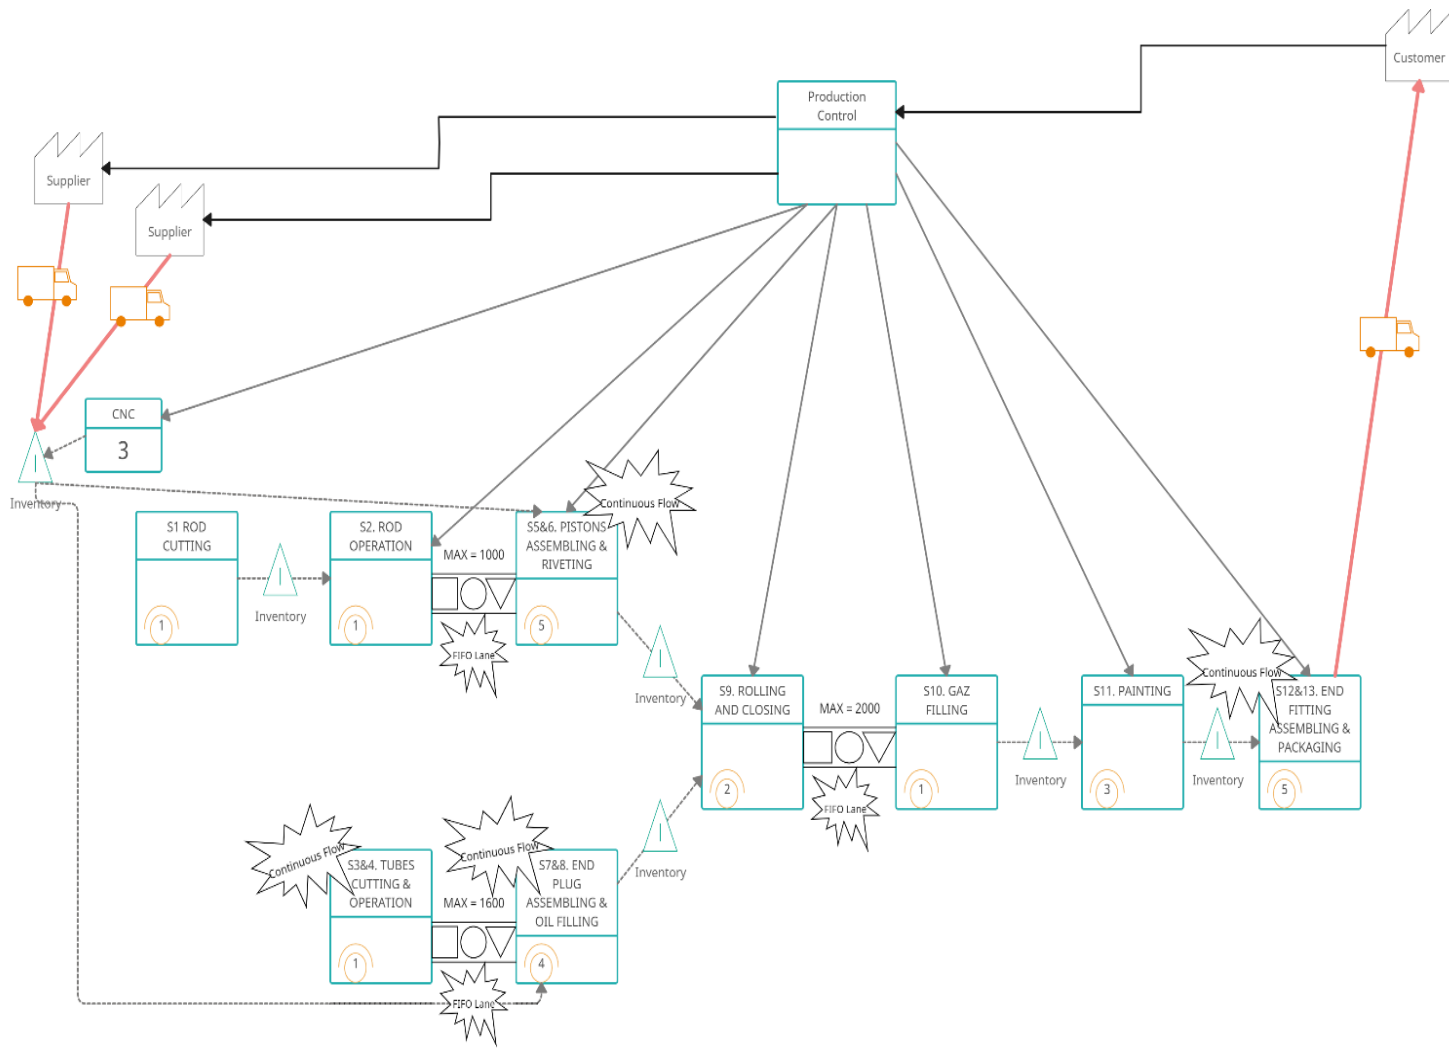 Customer
Production
Control
Supplier
Supplier
CNC
3
Inventory
Continuous Flow
S1 ROD
CUTTING
1
Inventory
S2. ROD
OPERATION
1
MAX = 1000
FIFO Lane
S5&6. PISTONS
ASSEMBLING &
RIVETING
5
Inventory
S9. ROLLING
AND CLOSING
2
MAX = 2000
FIFO Lane
S10. GAZ
FILLING
1
Inventory
S11. PAINTING
3
Inventory
Continuous Flow
S12&13. END
FITTING
ASSEMBLING &
PACKAGING
5
Continuous Flow
S3&4. TUBES
CUTTING &
OPERATION
1
MAX = 1600
FIFO Lane
Continuous Flow
S7&8. END
PLUG
ASSEMBLING &
OIL FILLING
4
Inventory